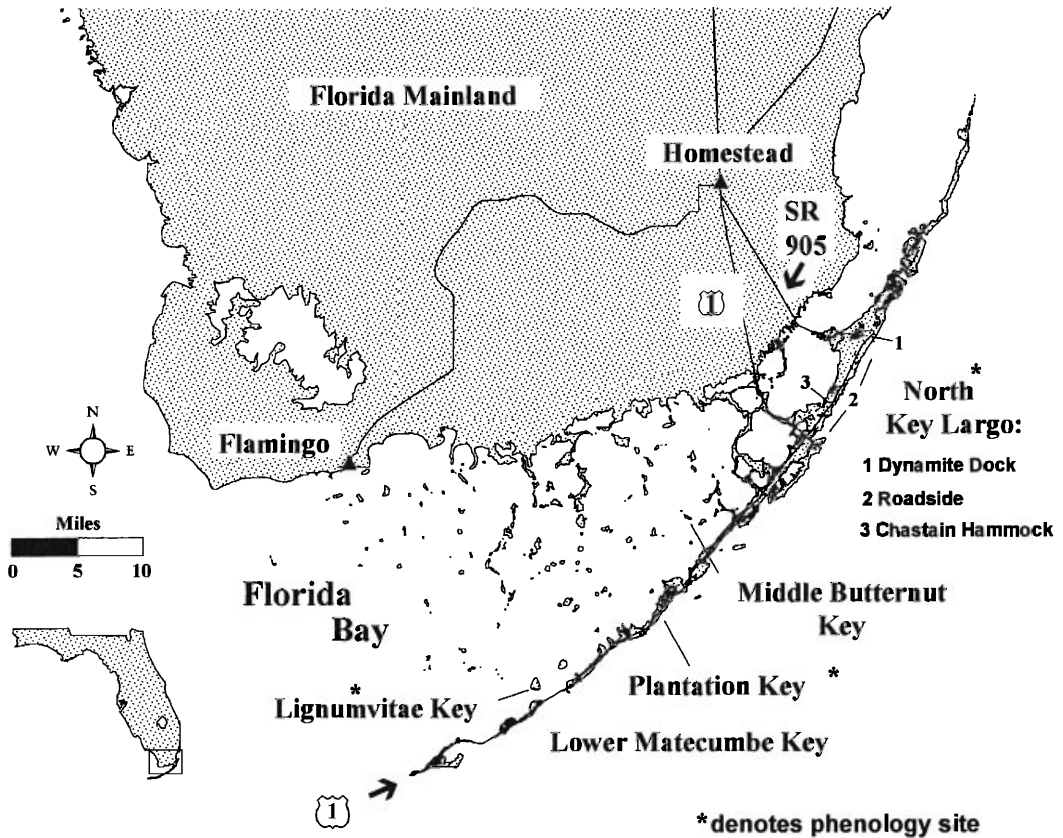 Florida Mainland
Homestead
SR
905
1
1
3
2
North*
Key Largo:
1 Dynamite Dock
2 Roadside
3 Chastain Hammock
Flamingo
N
W E
S
Miles
0 5 10
Florida
Bay
Middle Butternut
Key
*
Lignumvitae Key
Plantation Key *
Lower Matecumbe Key
1
*denotes phenology site